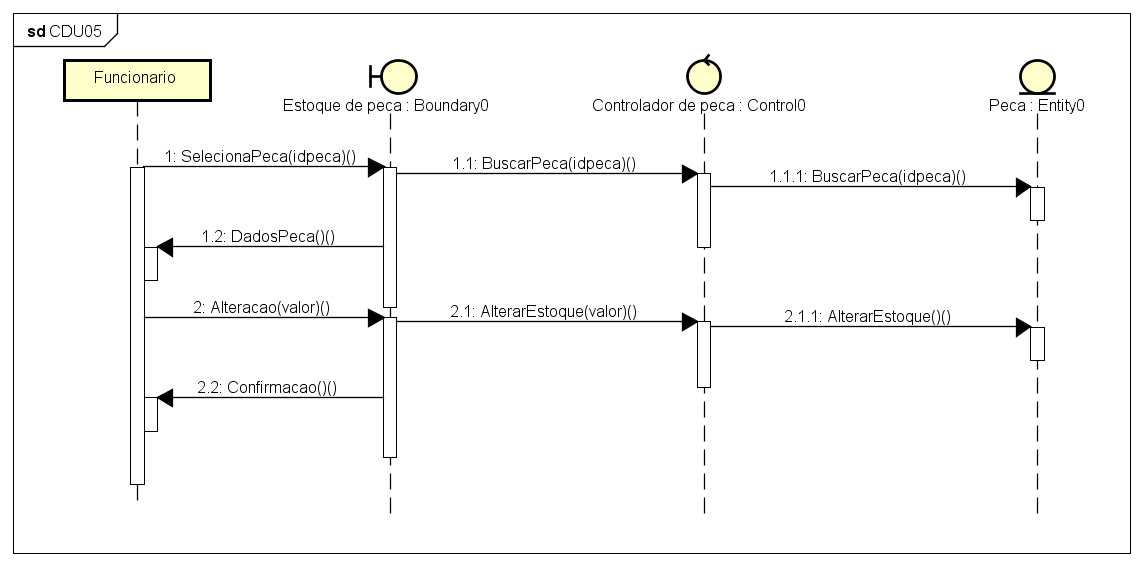 sd CDU05
Funcionario
Estoque de peca : Boundary0
Controlador de peca : Control0
Peca : Entity0
1: SelecionaPeca(idpeca)()
1.1: BuscarPeca(idpeca)()
1.1.1: BuscarPeca(idpeca)()
1.2: DadosPeca()()
2: Alteracao(valor)()
2.1: AlterarEstoque(valor)()
2.1.1: AlterarEstoque()()
2.2: Confirmacao()()